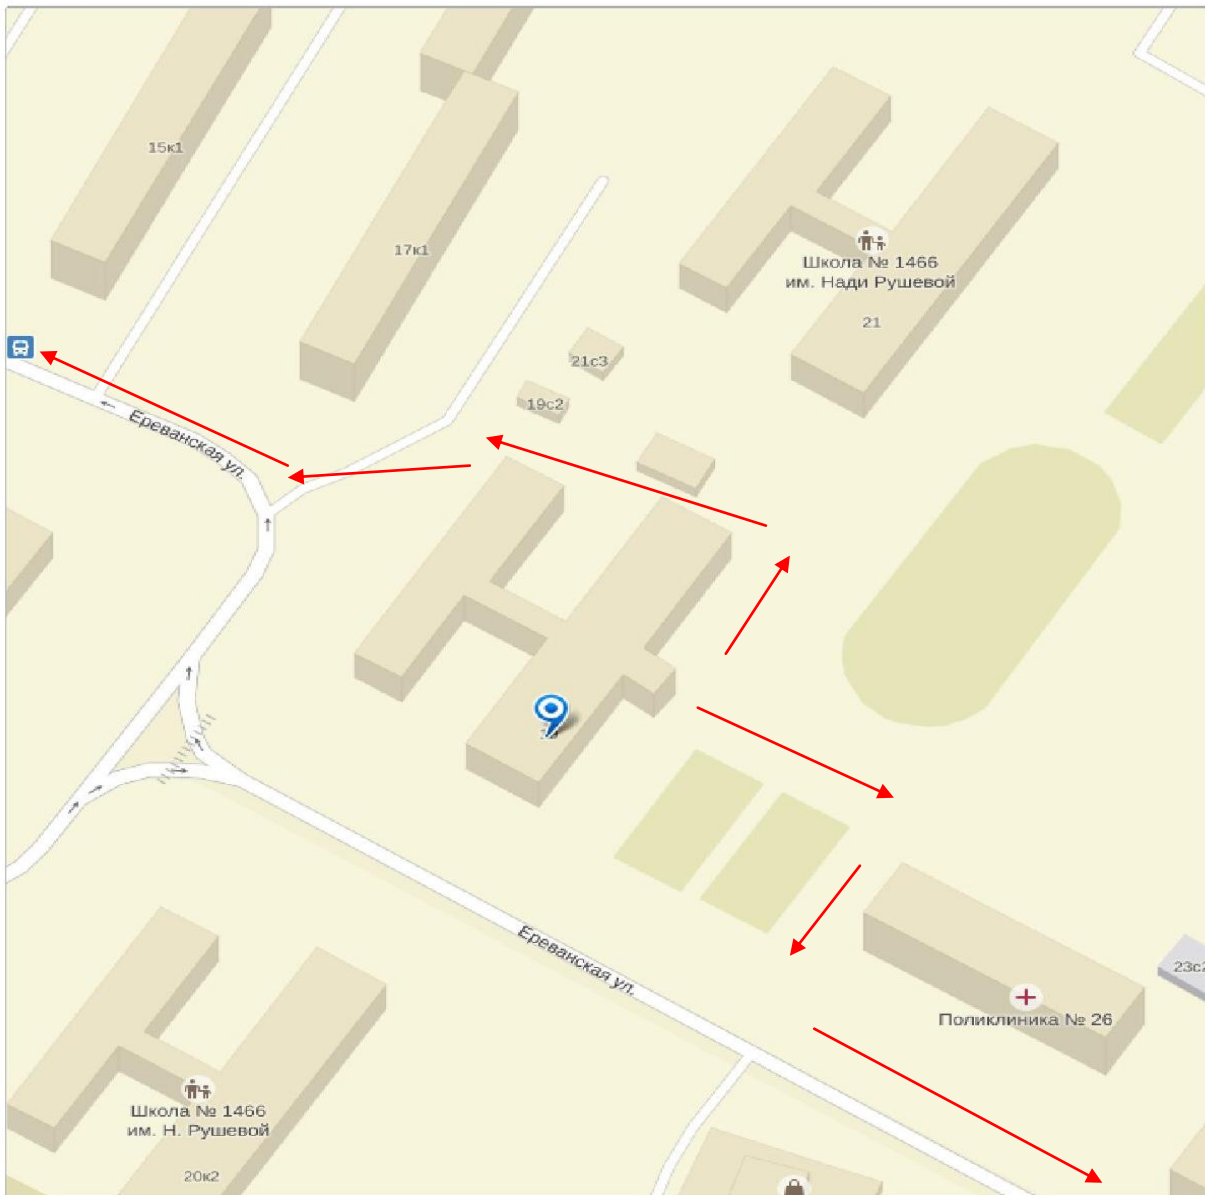 15к1
17к1
Школа № 1466
им. Нади Рушевой
21
21с3
19с2
Ереванская ул.
Ереванская ул.
23с2
Поликлиника № 26
Школа № 1466
им. Н. Рушевой
20к2